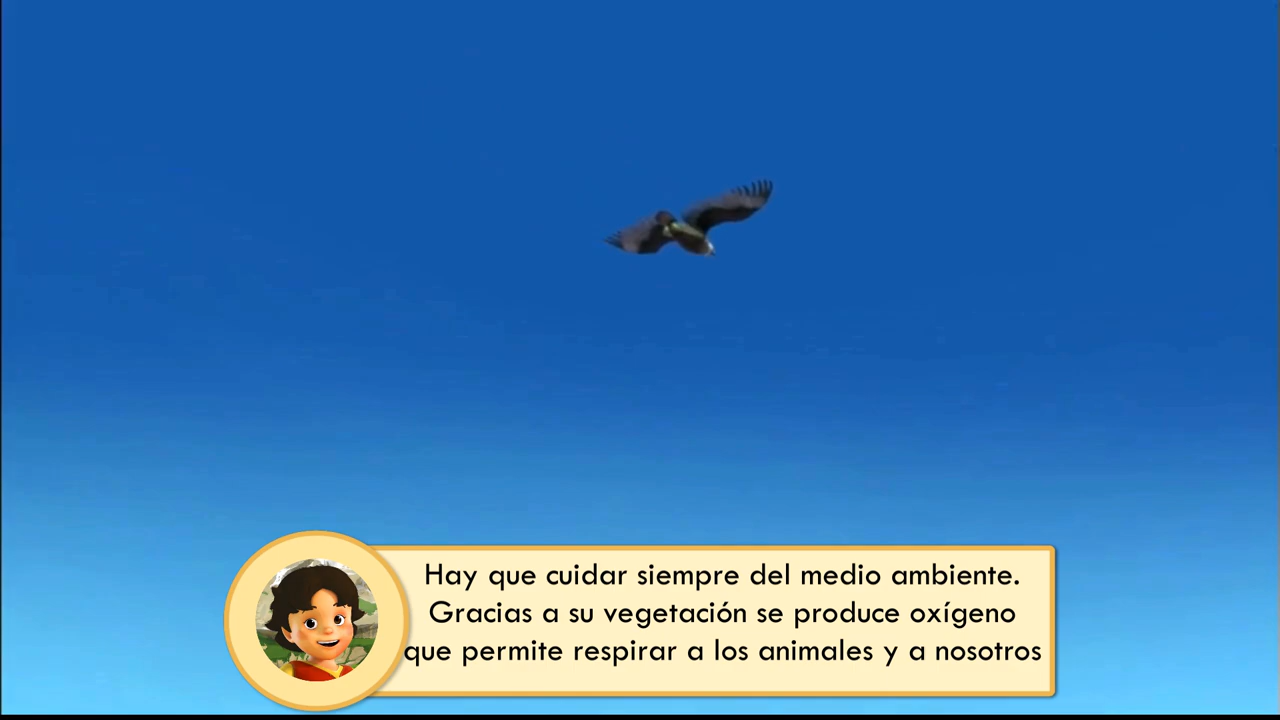 Hay que cuidar siempre del medio ambiente.
Gracias a su vegetación se produce oxígeno
que permite respirar a los animales y a nosotros